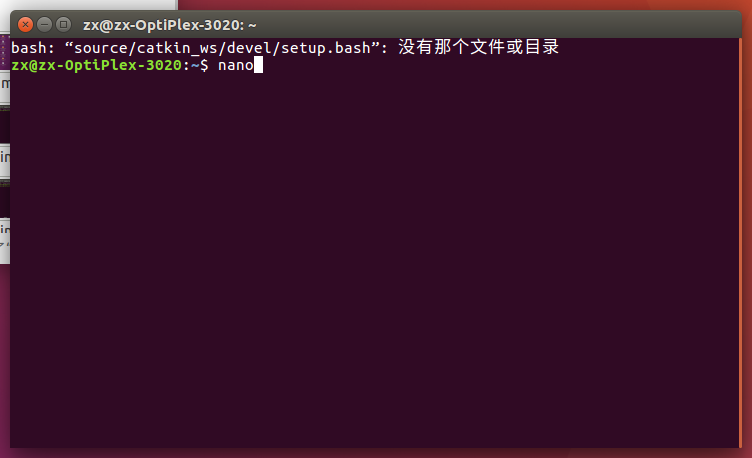 zx@zx-OptiPlex-3020: ~
bash: “source/catkin_ws/devel/setup.bash”: 没有那个文件或目录
zx@zx-OptiPlex-3020:~$ nano